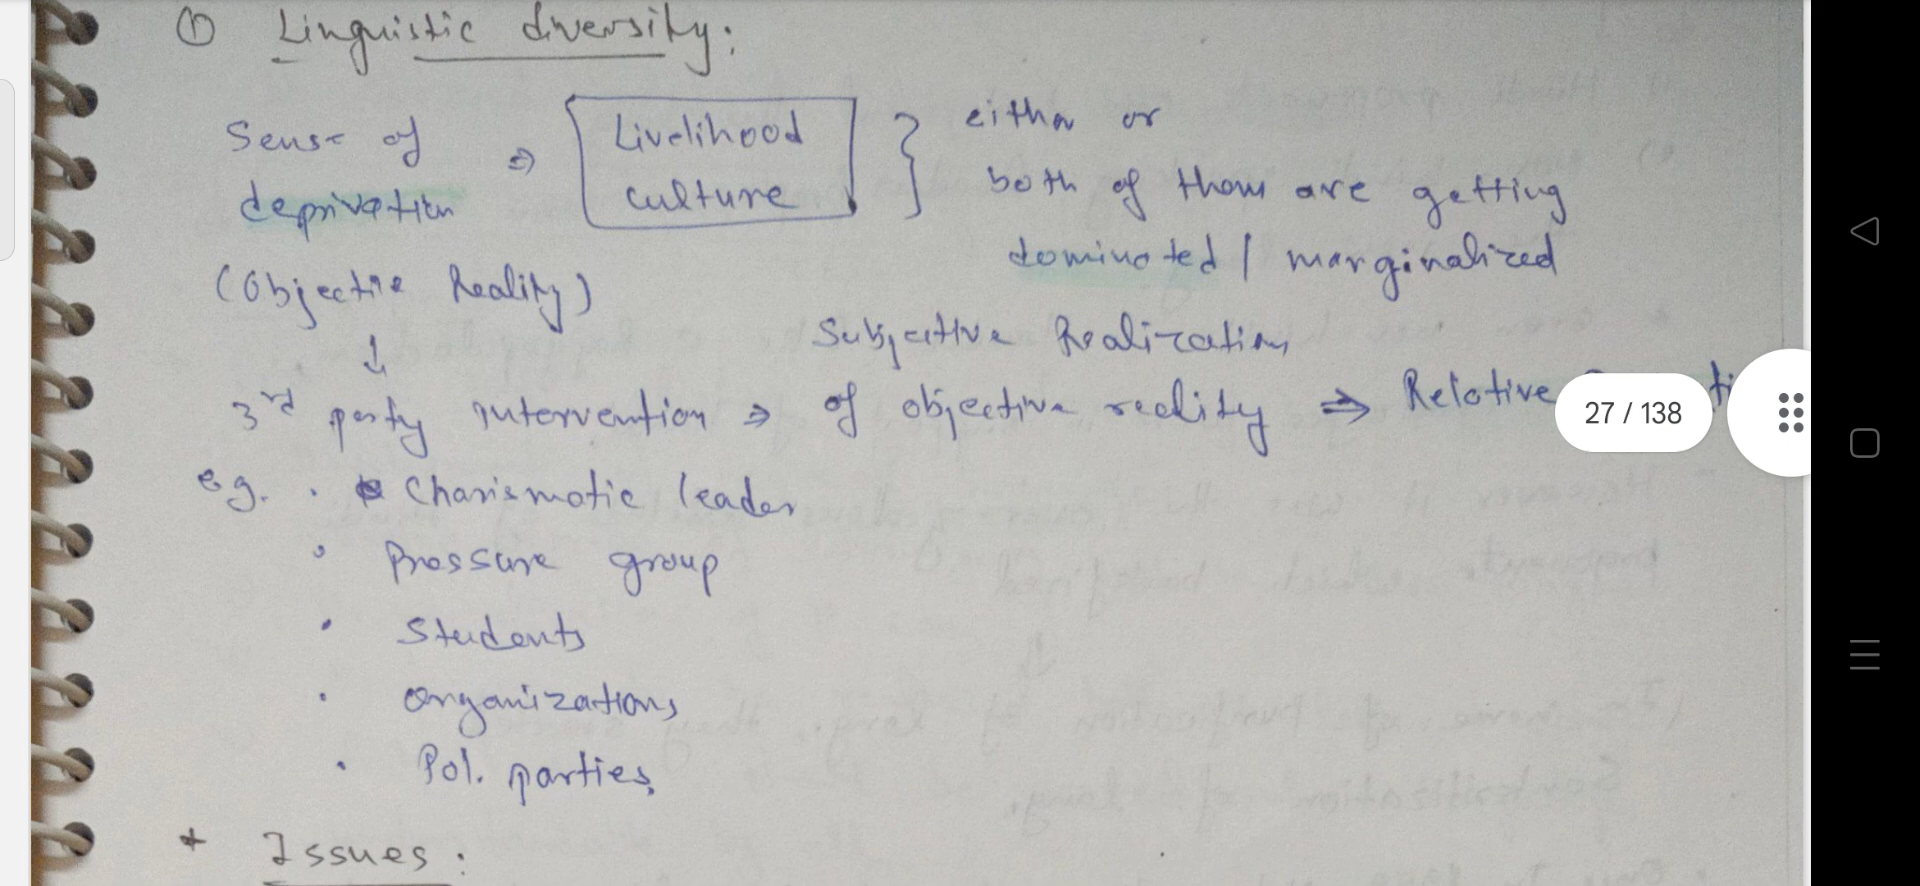 ① Linguistic diversity:
Sense of deprivation ⇒ Livelihood culture } either or both of them are getting dominated / marginalized
(Objective Reality)
↓
3rd party intervention ⇒ Subjective Realization of objective reality ⇒ Relative
27 / 138
e.g. · Charismatic leader
· Pressure group
· Students
· Organizations
· Pol. parties
* Issues: